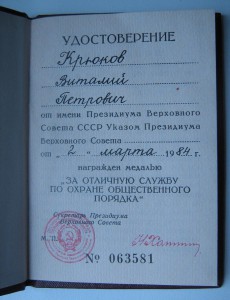 УДОСТОВЕРЕНИЕ
Крюков
Виталий
Петрович
от имени Президиума Верховного
Совета СССР Указом Президиума
Верховного Совета
от „2" марта 1984 г.
награжден медалью
„ЗА ОТЛИЧНУЮ СЛУЖБУ
ПО ОХРАНЕ ОБЩЕСТВЕННОГО
ПОРЯДКА"
Секретарь Президиума
Верховного Совета
М. П.
№ 063581